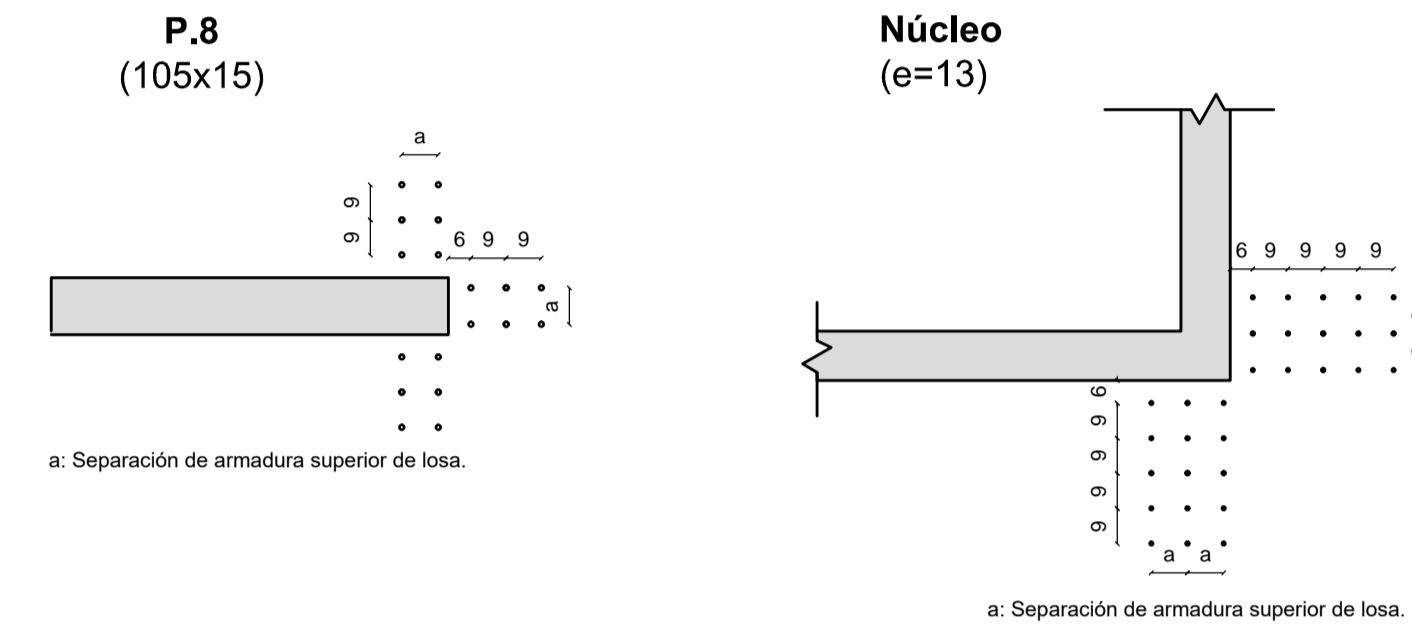 P.8
(105x15)
a
9
9
6 9 9
a
a: Separación de armadura superior de losa.
Núcleo
(e=13)
6 9 9 9 9
6
9
9
9
9
a a
a: Separación de armadura superior de losa.